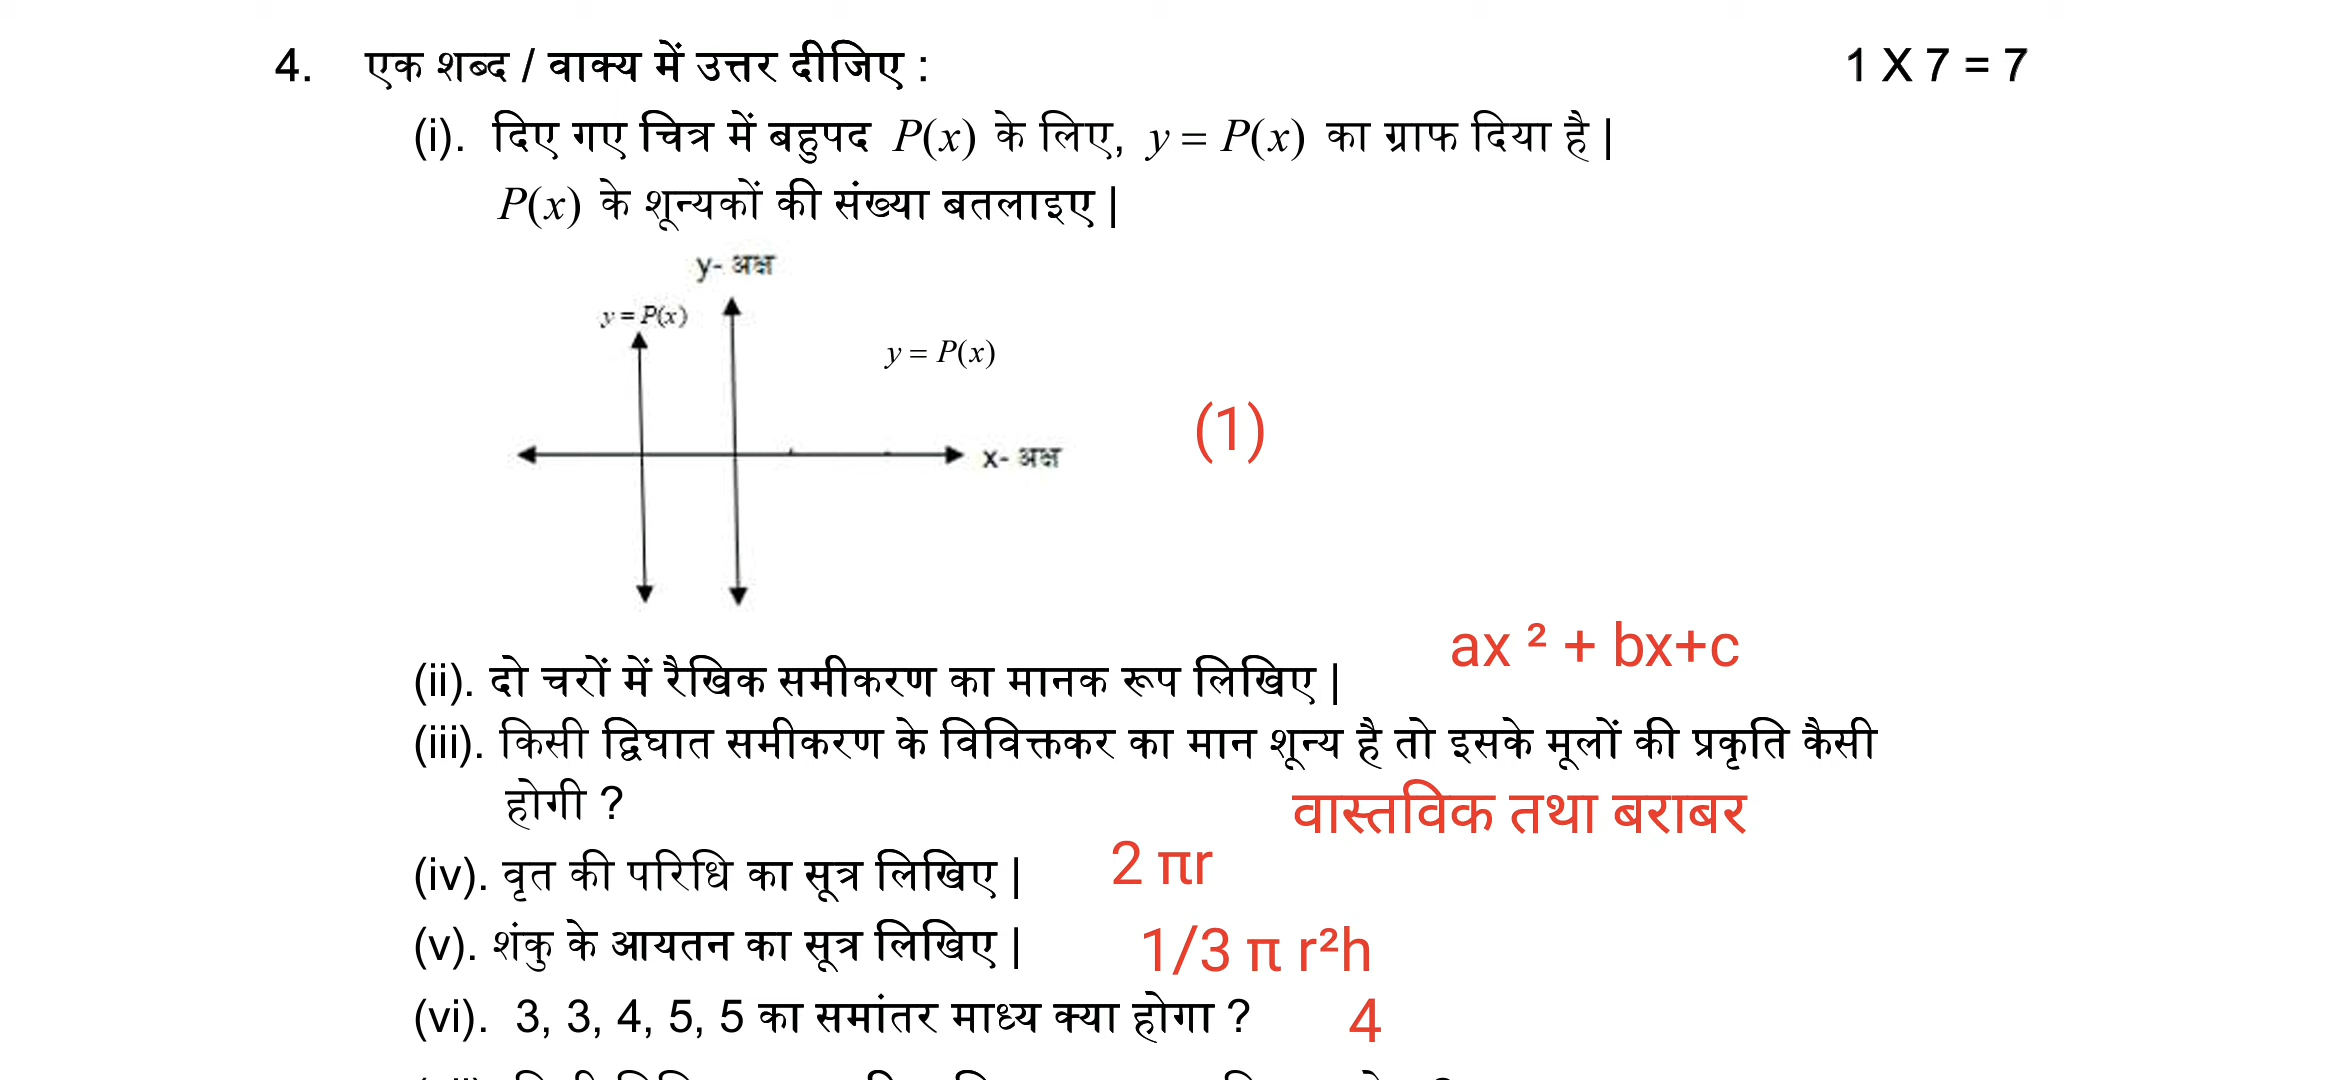 4. एक शब्द / वाक्य में उत्तर दीजिए : 1 X 7 = 7
(i). दिए गए चित्र में बहुपद P(x) के लिए, y = P(x) का ग्राफ दिया है |
P(x) के शून्यकों की संख्या बतलाइए |
y- अक्ष
y = P(x)
y = P(x)
(1)
x- अक्ष
ax ² + bx+c
(ii). दो चरों में रैखिक समीकरण का मानक रूप लिखिए |
(iii). किसी द्विघात समीकरण के विविक्तकर का मान शून्य है तो इसके मूलों की प्रकृति कैसी
होगी ? वास्तविक तथा बराबर
(iv). वृत की परिधि का सूत्र लिखिए | 2 πr
(v). शंकु के आयतन का सूत्र लिखिए | 1/3 π r²h
(vi). 3, 3, 4, 5, 5 का समांतर माध्य क्या होगा ? 4